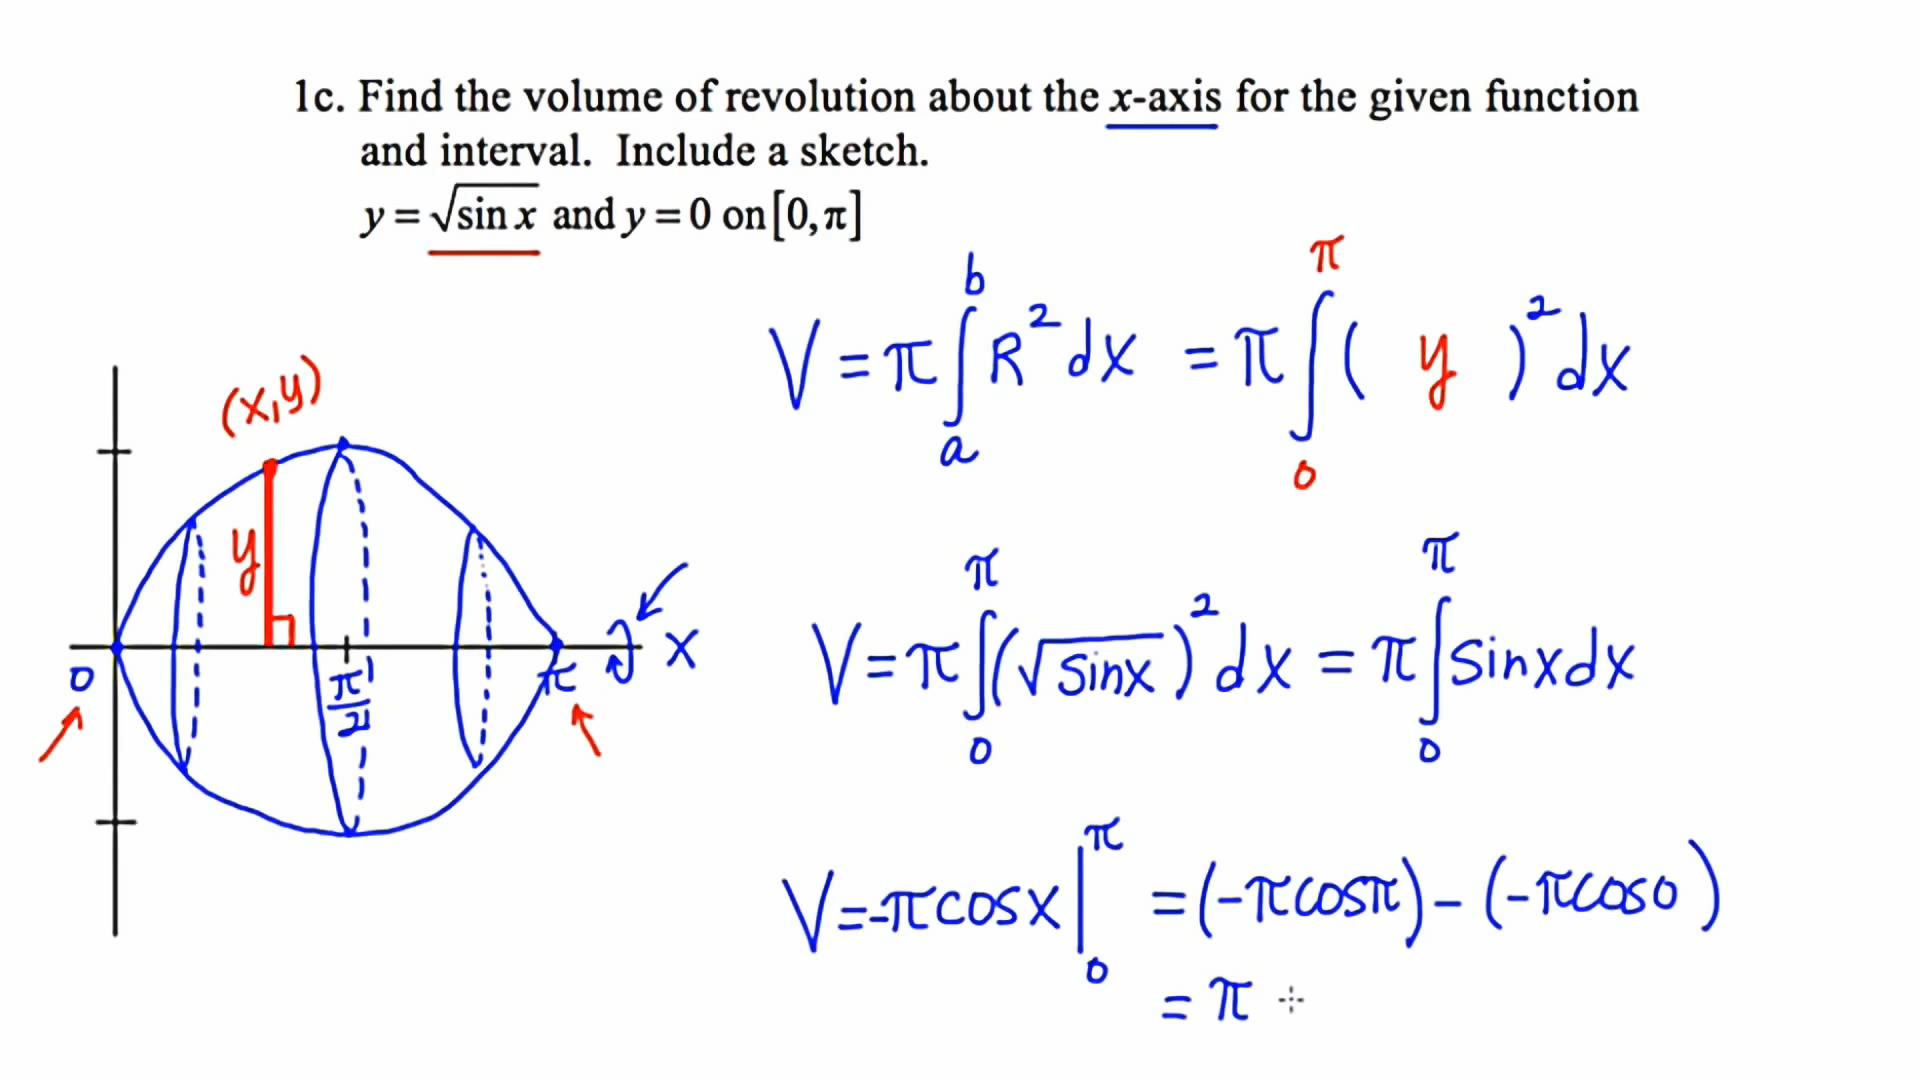 1c. Find the volume of revolution about the x-axis for the given function
and interval. Include a sketch.
y = √sin x and y = 0 on [0, π]
V = π ∫_a^b R² dx = π ∫_0^π ( y )² dx
(x,y)
y
0
π/2
π
x
V = π ∫_0^π (√sinx)² dx = π ∫_0^π sinx dx
V = -π cos x |_0^π = (-π cosπ) - (-π cos0)
= π +